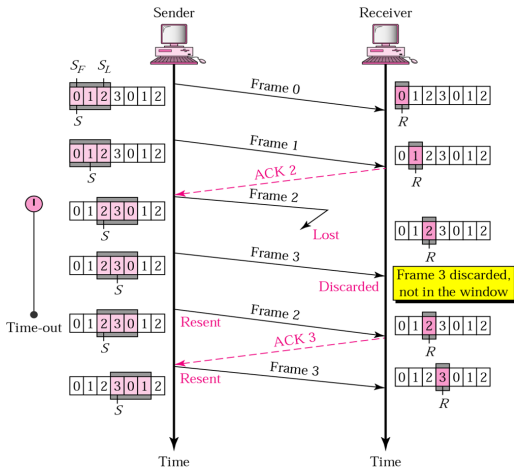 Sender Receiver
S_F S_L
0 1 2 3 0 1 2
S
Frame 0
0 1 2 3 0 1 2
R
0 1 2 3 0 1 2
S
Frame 1
0 1 2 3 0 1 2
R
ACK 2
0 1 2 3 0 1 2
S
Frame 2
Lost
0 1 2 3 0 1 2
R
0 1 2 3 0 1 2
S
Frame 3
Discarded
Frame 3 discarded,
not in the window
Time-out
0 1 2 3 0 1 2
S
Resent
Frame 2
0 1 2 3 0 1 2
R
ACK 3
0 1 2 3 0 1 2
S
Resent
Frame 3
0 1 2 3 0 1 2
R
Time Time